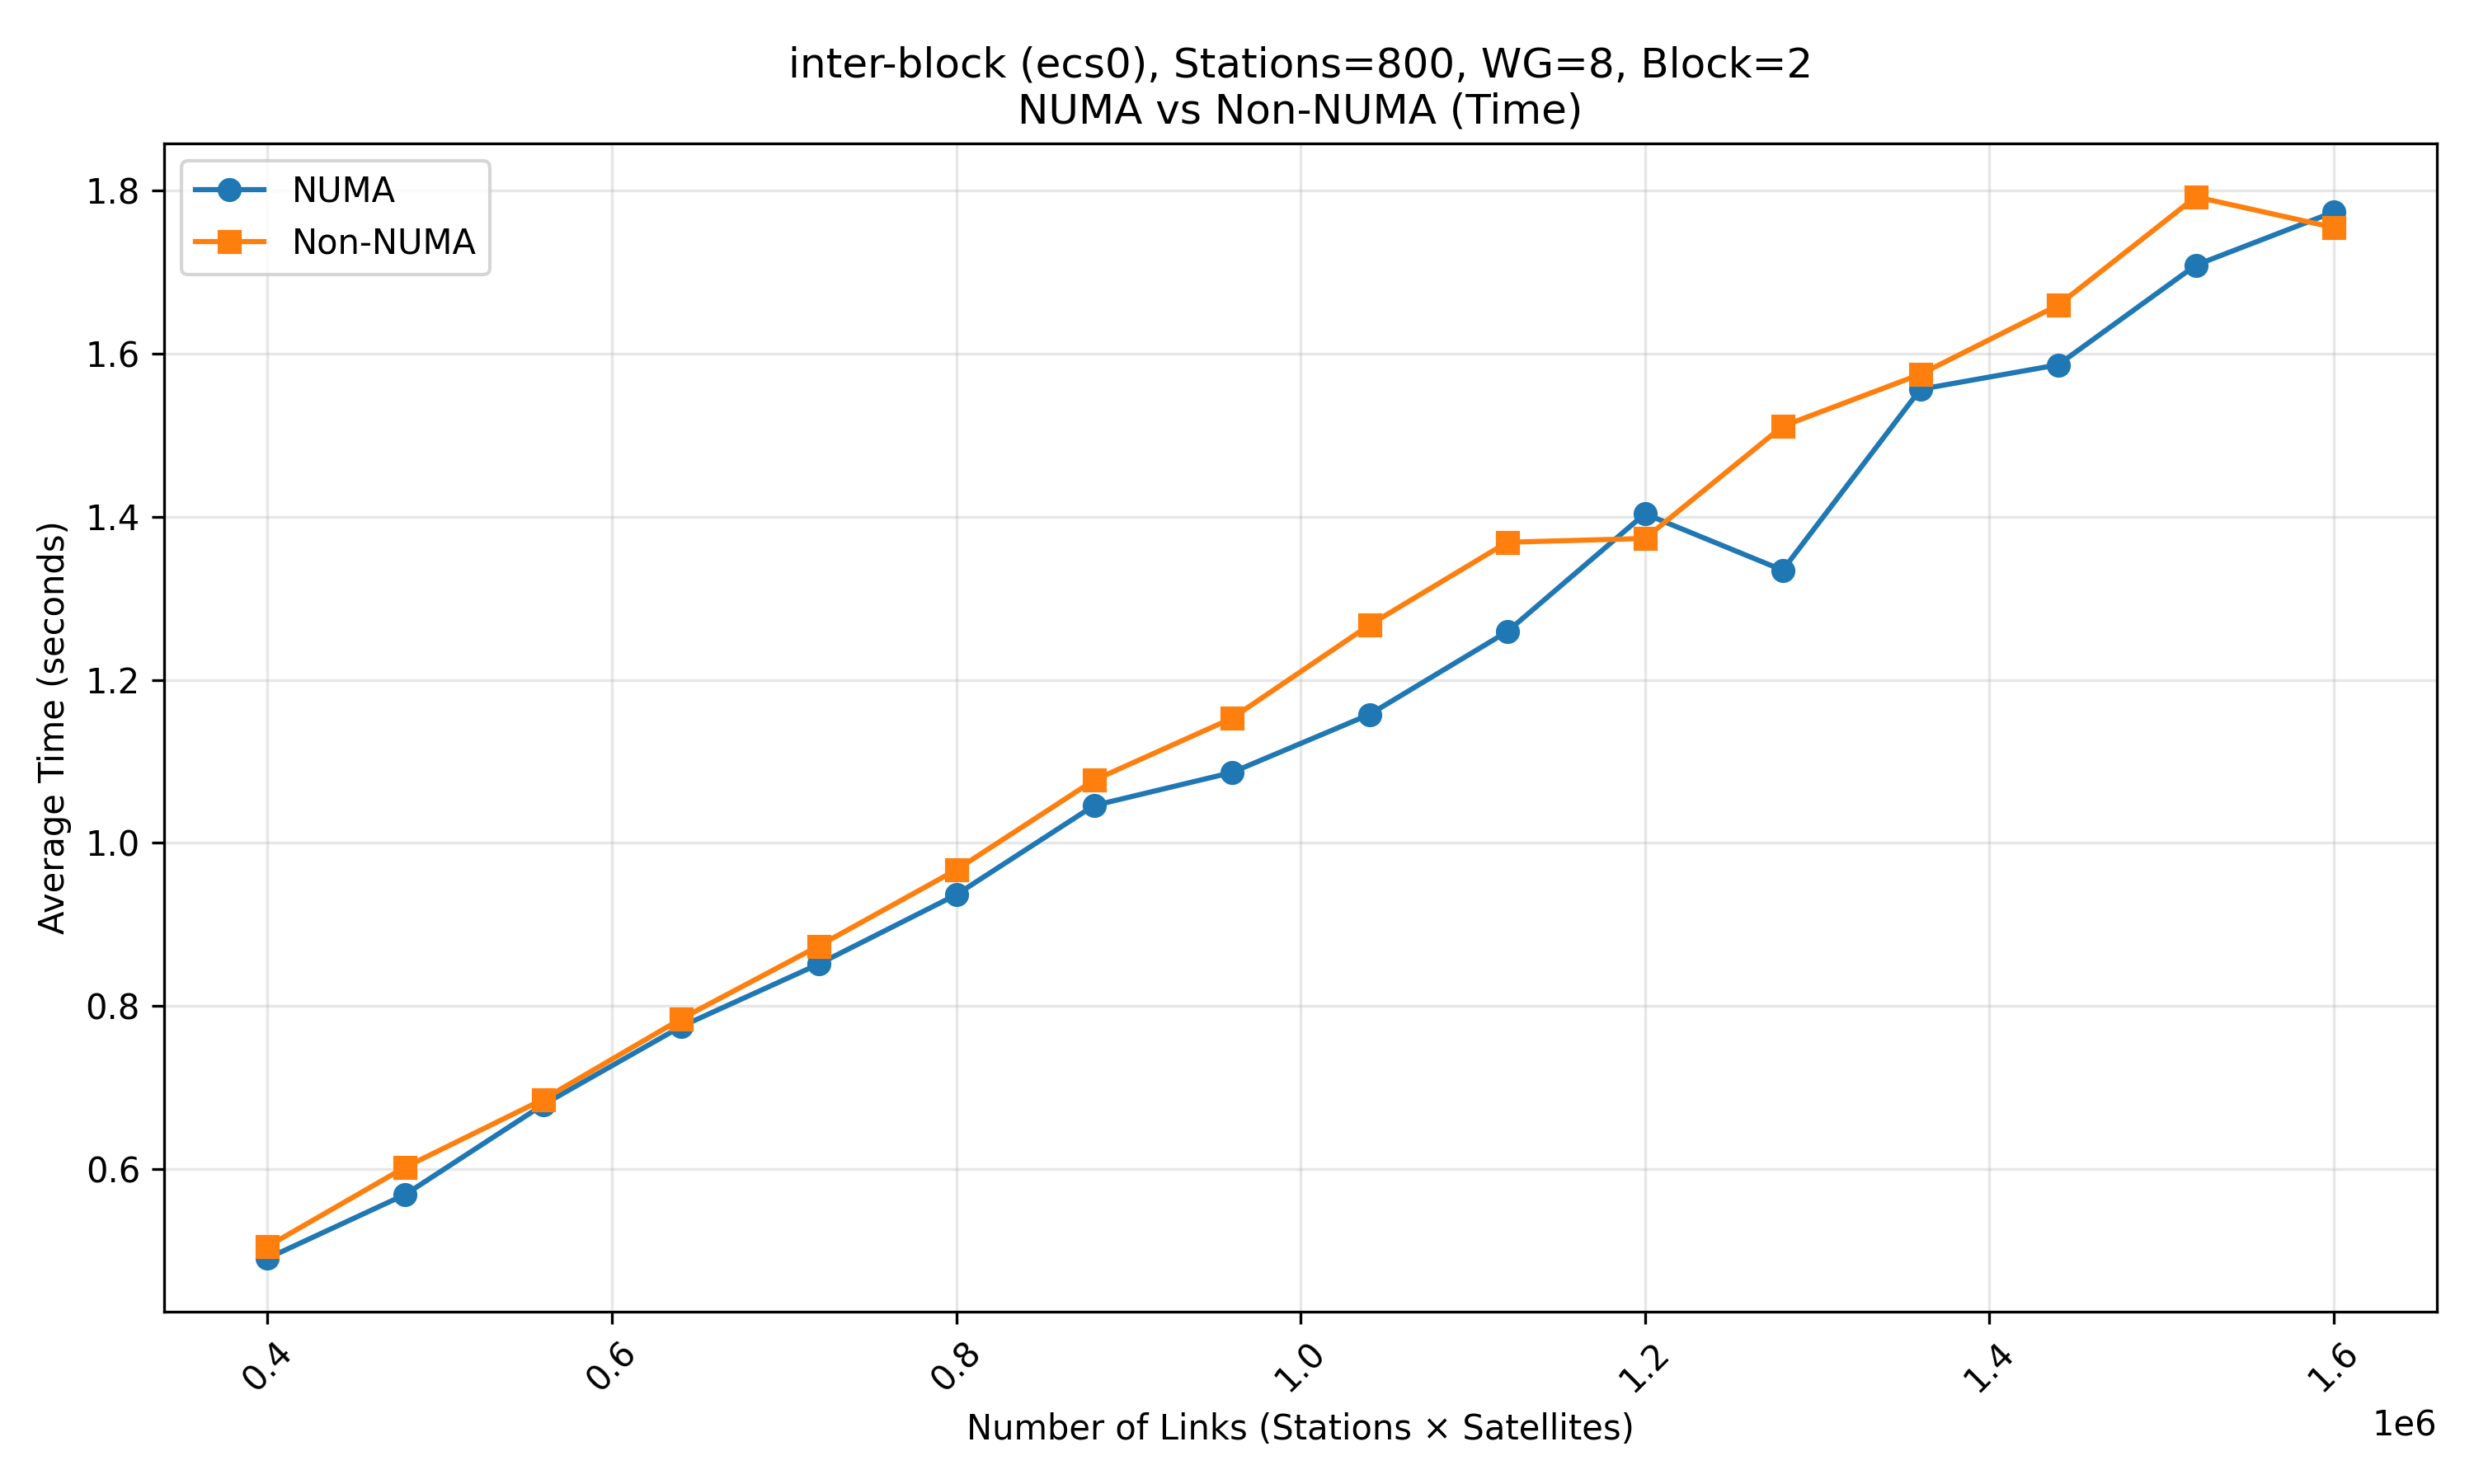 inter-block (ecs0), Stations=800, WG=8, Block=2
NUMA vs Non-NUMA (Time)
NUMA
Non-NUMA
1.8
1.6
1.4
1.2
1.0
0.8
0.6
Average Time (seconds)
0.4
0.6
0.8
1.0
1.2
1.4
1.6
1e6
Number of Links (Stations × Satellites)